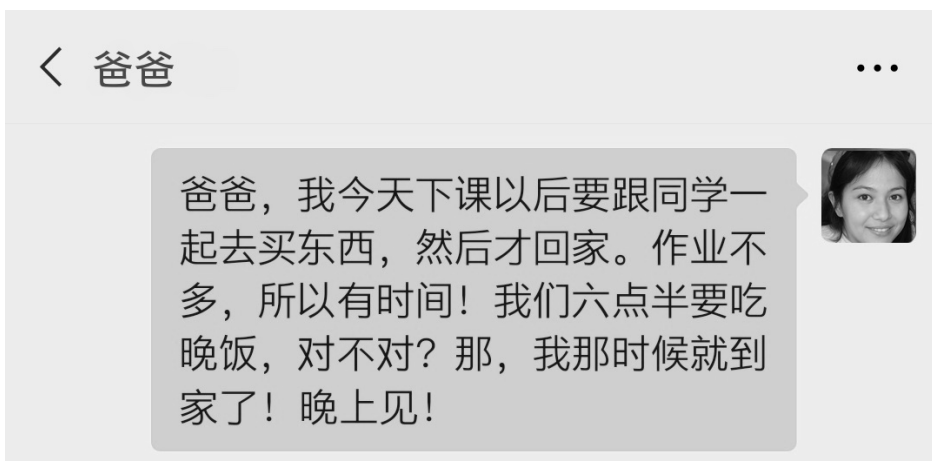 爸爸
爸爸，我今天下课以后要跟同学一
起去买东西，然后才回家。作业不
多，所以有时间！我们六点半要吃
晚饭，对不对？那，我那时候就到
家了！晚上见！